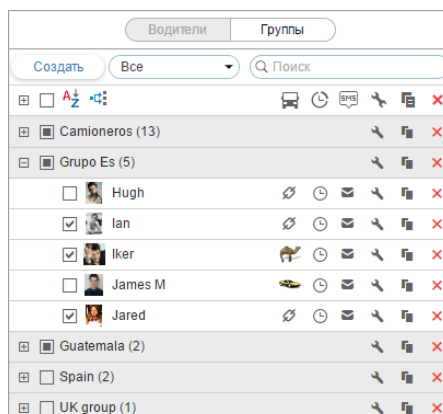 Водители Группы
Создать Все Поиск
AZ SMS
Camioneros (13)
Grupo Es (5)
Hugh
Ian
Iker
James M
Jared
Guatemala (2)
Spain (2)
UK group (1)